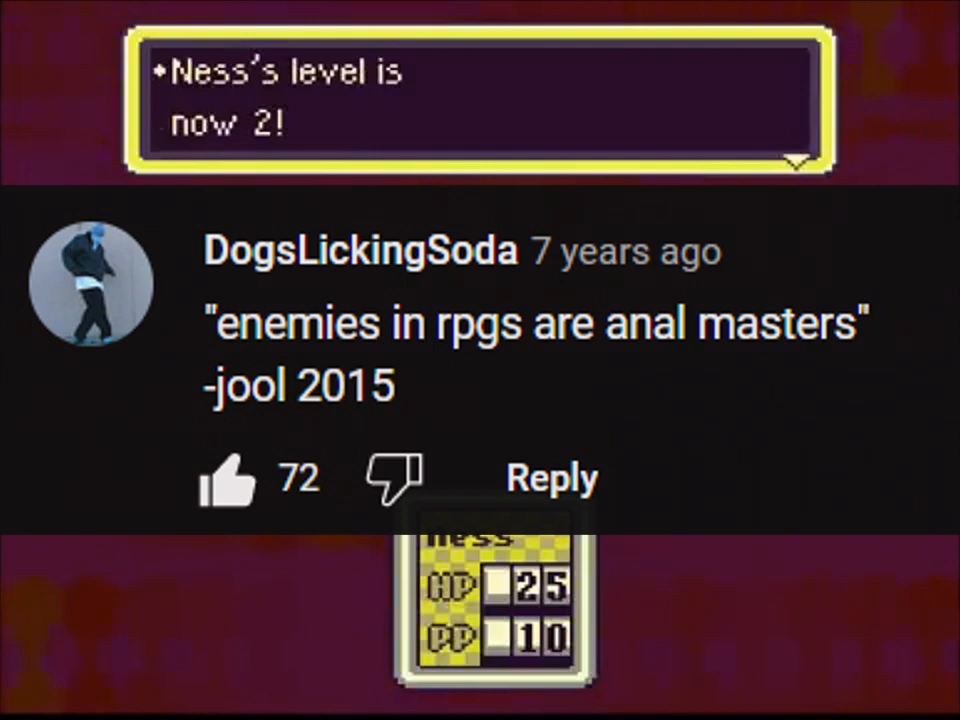 •Ness's level is
now 2!
DogsLickingSoda 7 years ago
"enemies in rpgs are anal masters"
-jool 2015
72 Reply
Ness
HP 25
PP 10